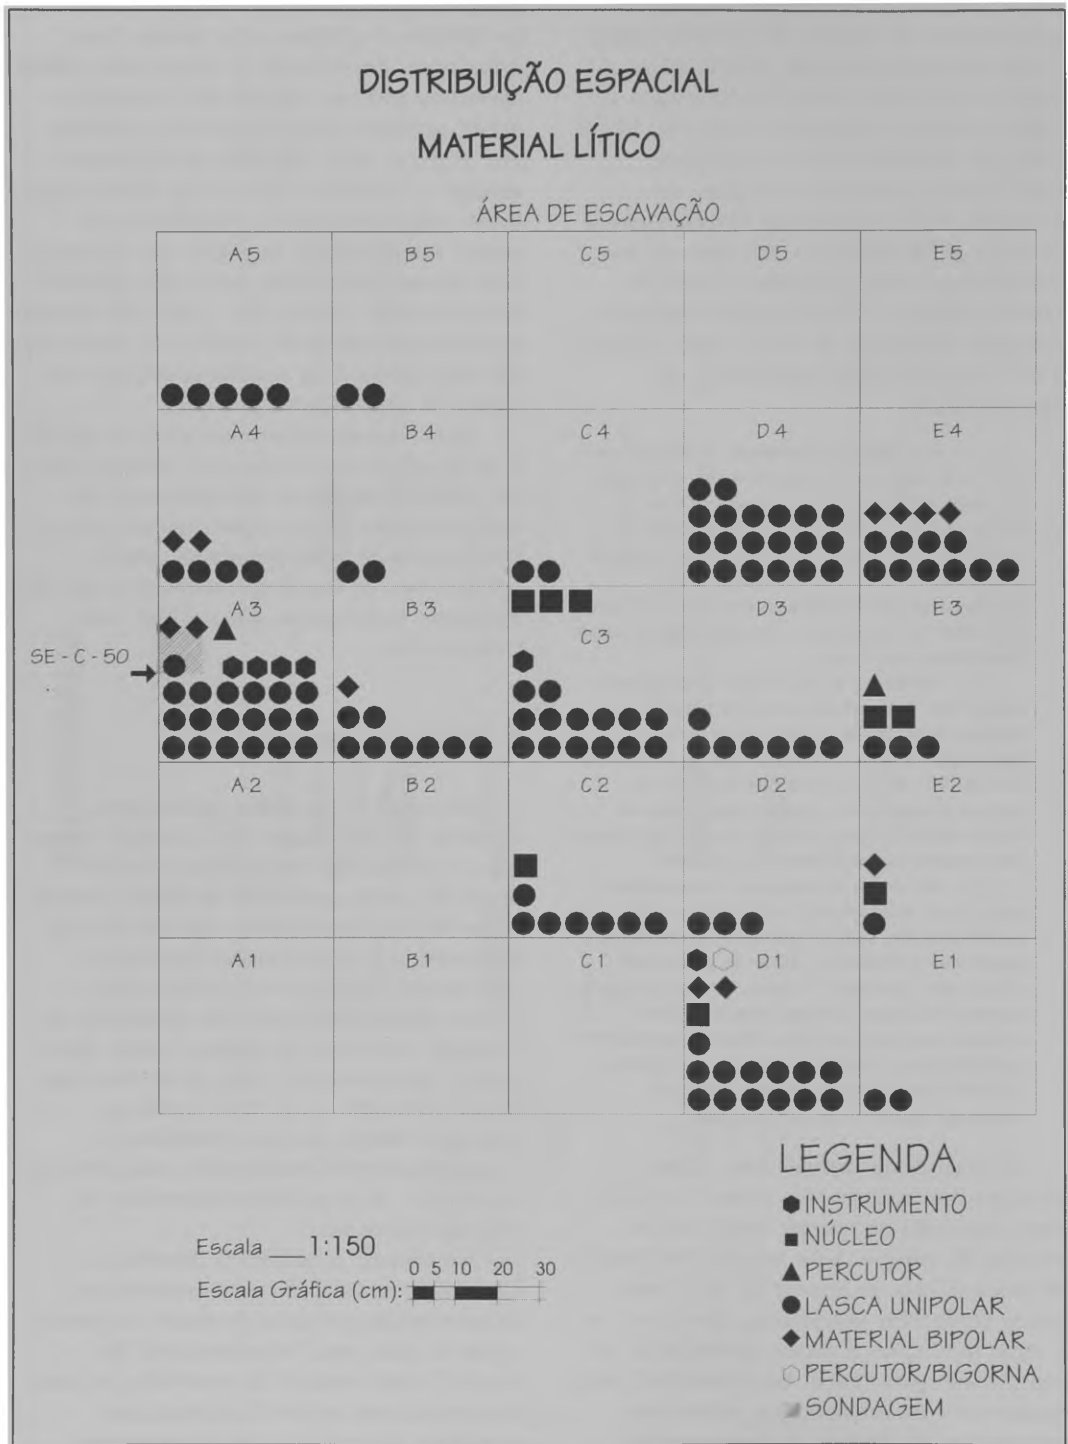 DISTRIBUIÇÃO ESPACIAL
MATERIAL LÍTICO
ÁREA DE ESCAVAÇÃO
A5 B5 C5 D5 E5
A4 B4 C4 D4 E4
A3 B3 C3 D3 E3
SE - C - 50
A2 B2 C2 D2 E2
A1 B1 C1 D1 E1
LEGENDA
INSTRUMENTO
NÚCLEO
PERCUTOR
LASCA UNIPOLAR
MATERIAL BIPOLAR
PERCUTOR/BIGORNA
SONDAGEM
Escala ___ 1:150
0 5 10 20 30
Escala Gráfica (cm):